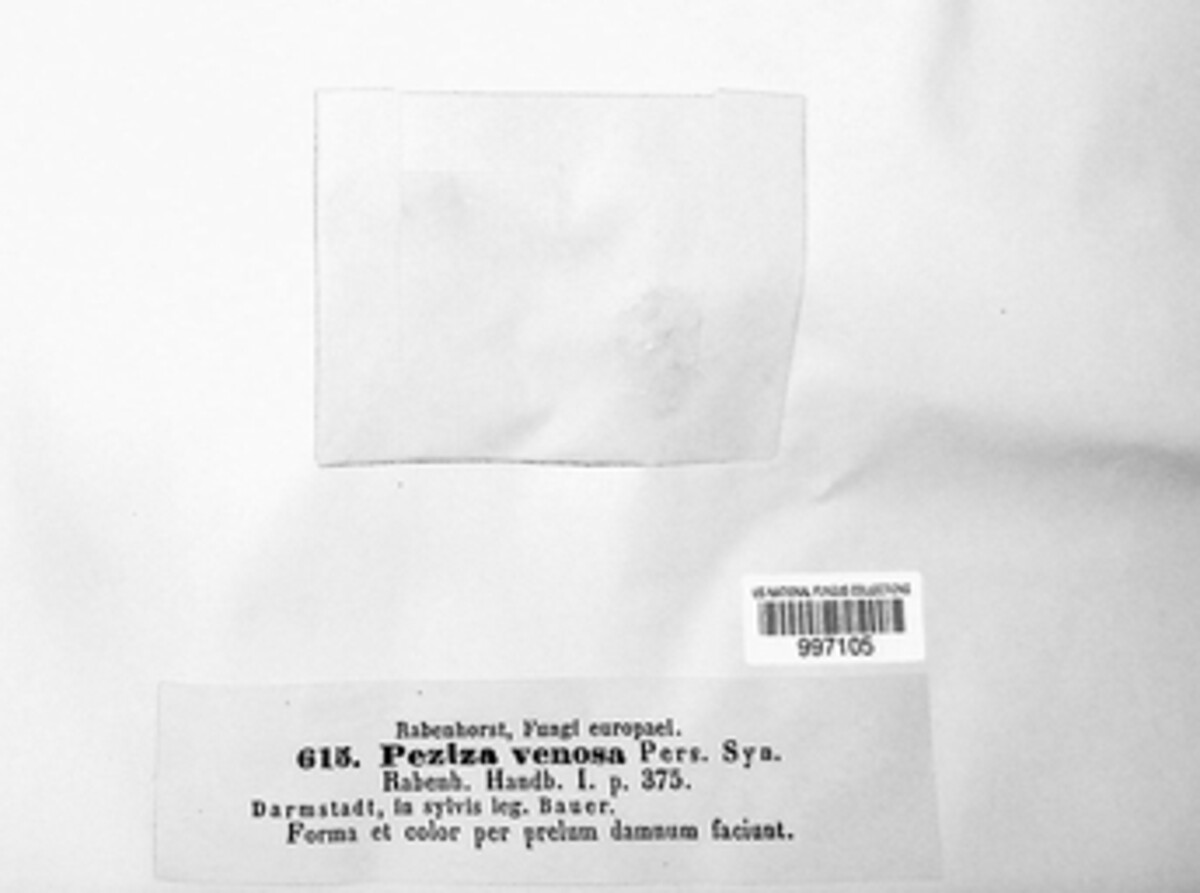 US NATIONAL FUNGUS COLLECTIONS
997105
Rabenhorst, Fungi europaei.
615. Peziza venosa Pers. Syn.
Rabenh. Handb. I. p. 375.
Darmstadt, in sylvis leg. Bauer.
Forma et color per prelum damnum faciunt.